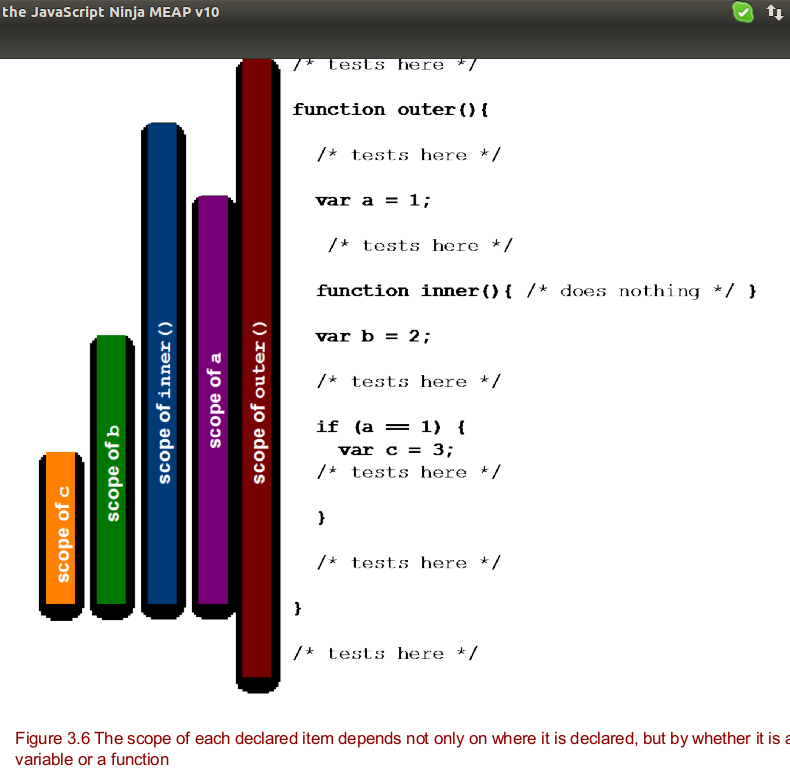 the JavaScript Ninja MEAP v10
/* tests here */
function outer(){
/* tests here */
var a = 1;
/* tests here */
function inner(){ /* does nothing */ }
var b = 2;
/* tests here */
if (a == 1) {
var c = 3;
/* tests here */
}
/* tests here */
}
/* tests here */
scope of c
scope of b
scope of inner()
scope of a
scope of outer()
Figure 3.6 The scope of each declared item depends not only on where it is declared, but by whether it is a
variable or a function